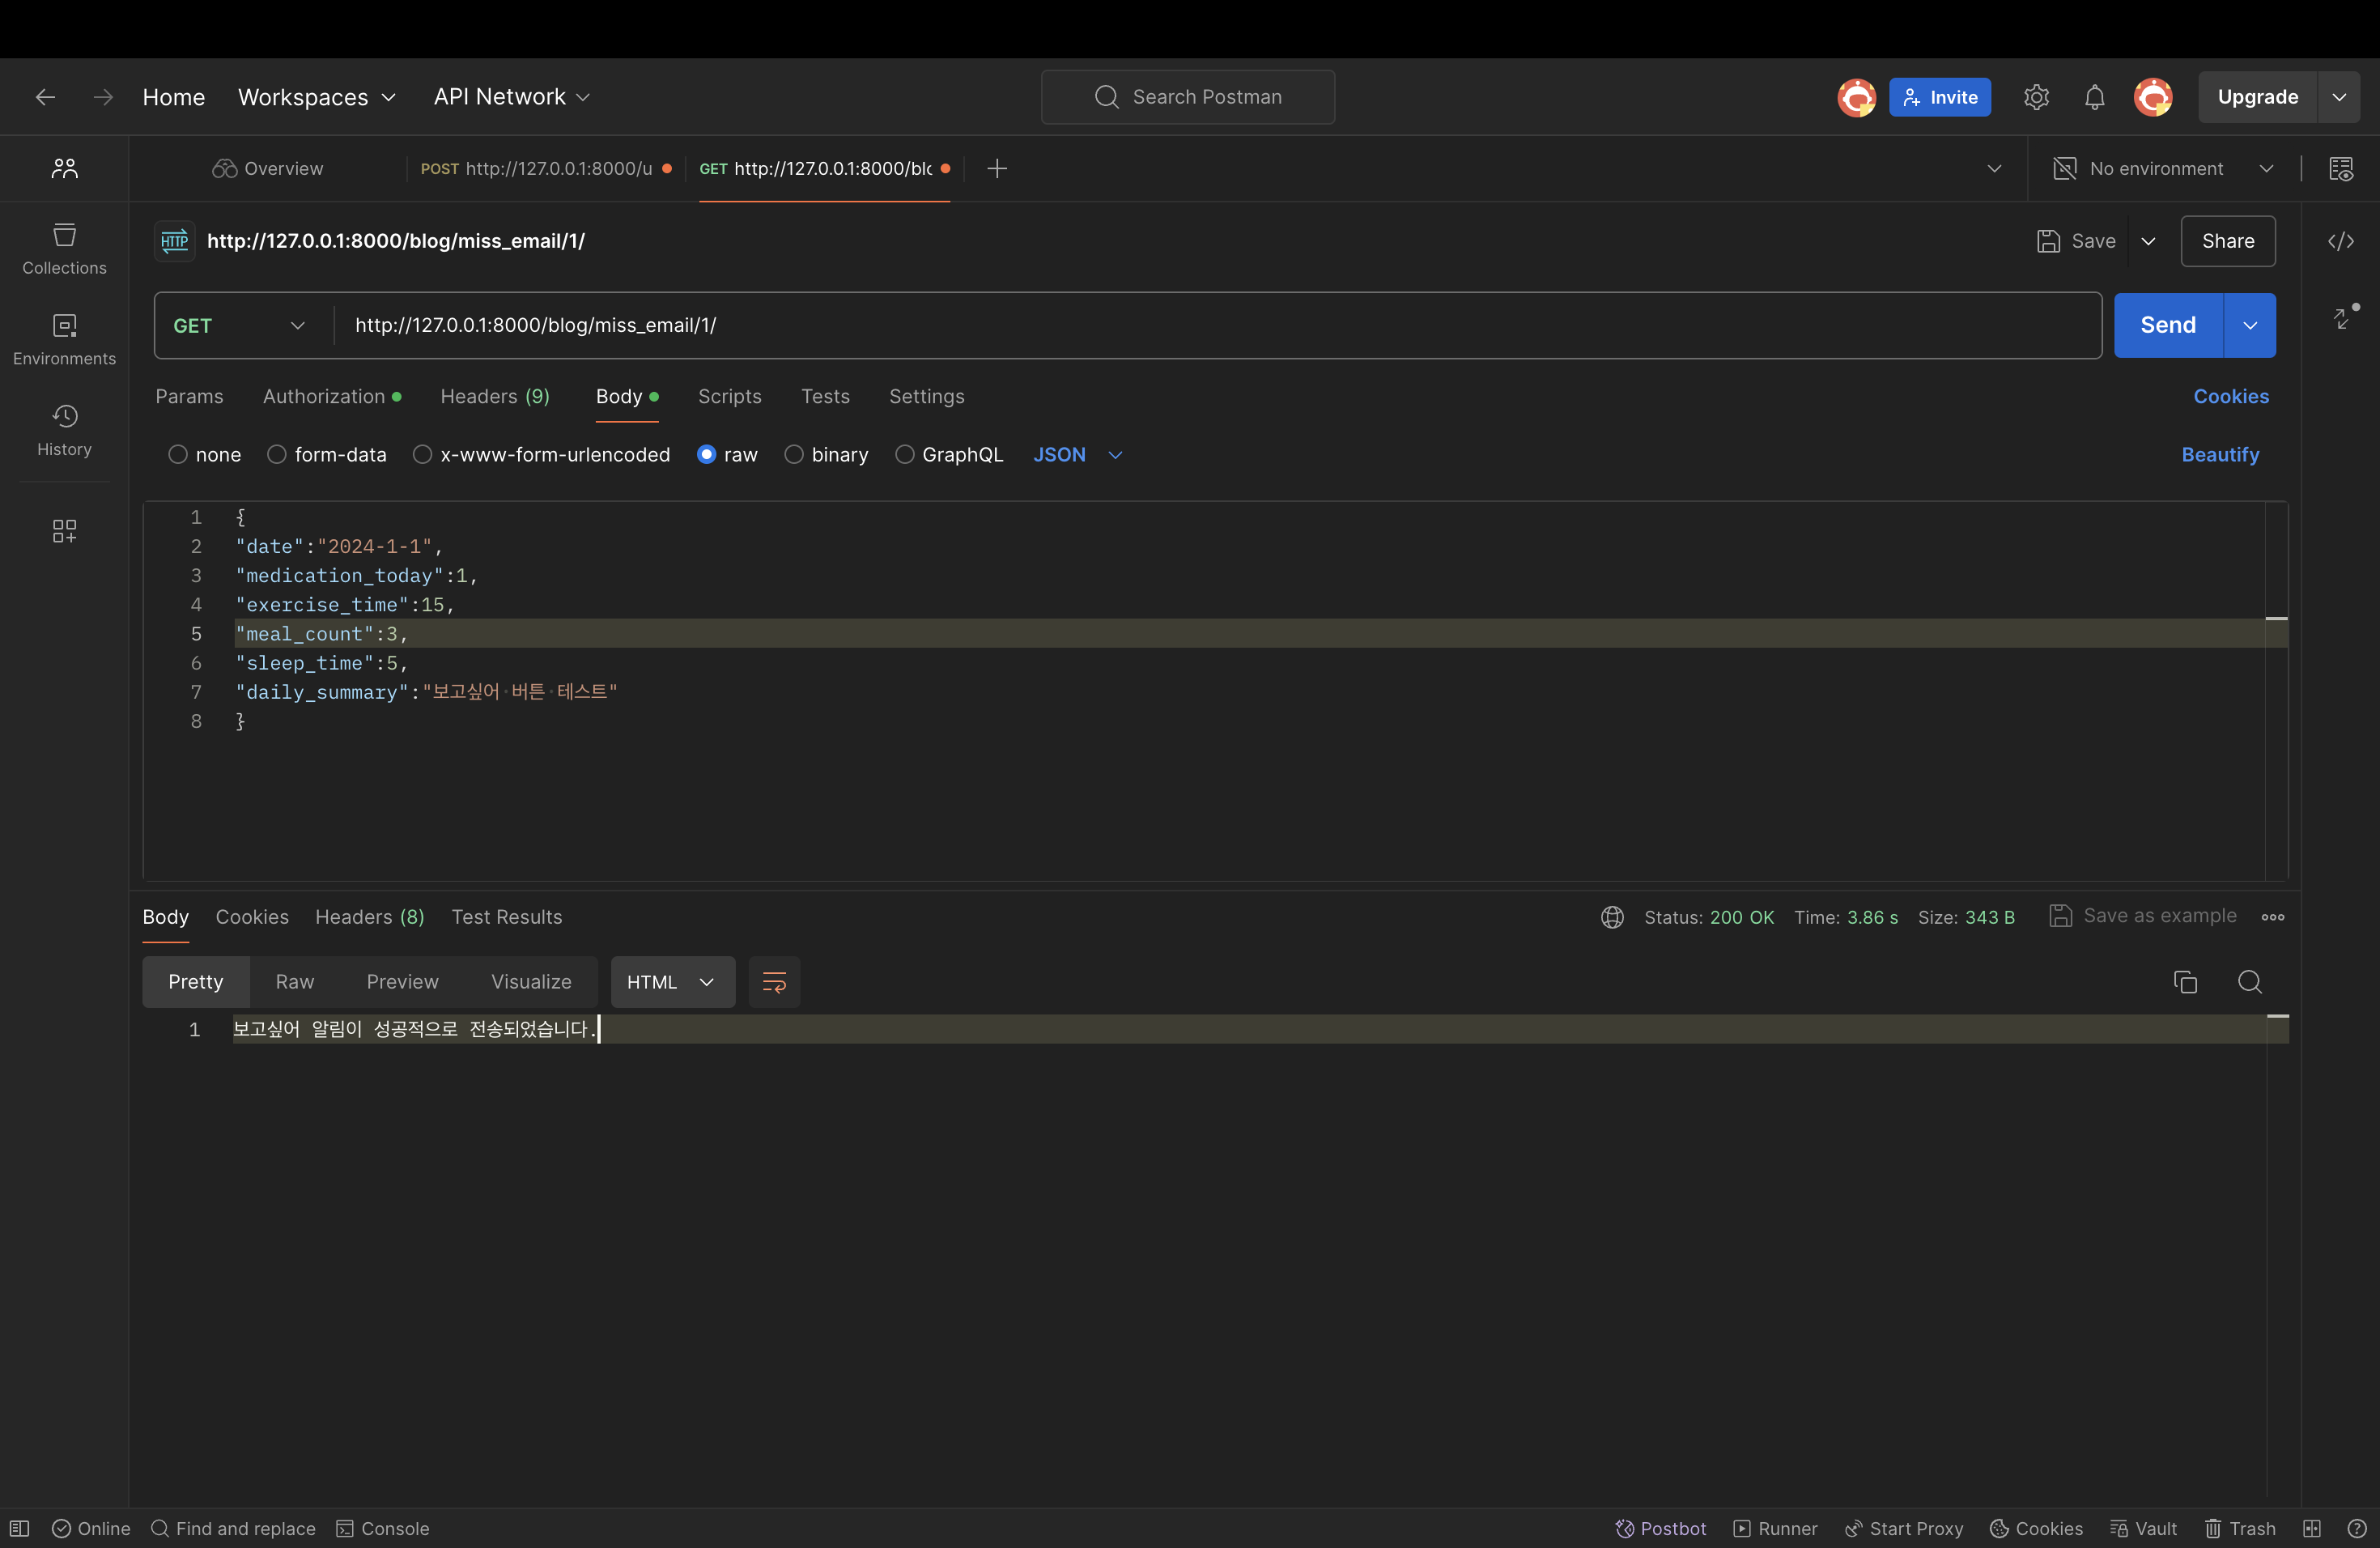 Home Workspaces API Network Search Postman Invite Upgrade
Overview POST http://127.0.0.1:8000/u GET http://127.0.0.1:8000/blo No environment
HTTP http://127.0.0.1:8000/blog/miss_email/1/ Save Share
Collections
GET http://127.0.0.1:8000/blog/miss_email/1/ Send
Environments
Params Authorization Headers (9) Body Scripts Tests Settings Cookies
History
none form-data x-www-form-urlencoded raw binary GraphQL JSON Beautify
1 {
2 "date":"2024-1-1",
3 "medication_today":1,
4 "exercise_time":15,
5 "meal_count":3,
6 "sleep_time":5,
7 "daily_summary":"보고싶어·버튼·테스트"
8 }
Body Cookies Headers (8) Test Results Status: 200 OK Time: 3.86 s Size: 343 B Save as example
Pretty Raw Preview Visualize HTML
1 보고싶어 알림이 성공적으로 전송되었습니다.
Online Find and replace Console Postbot Runner Start Proxy Cookies Vault Trash